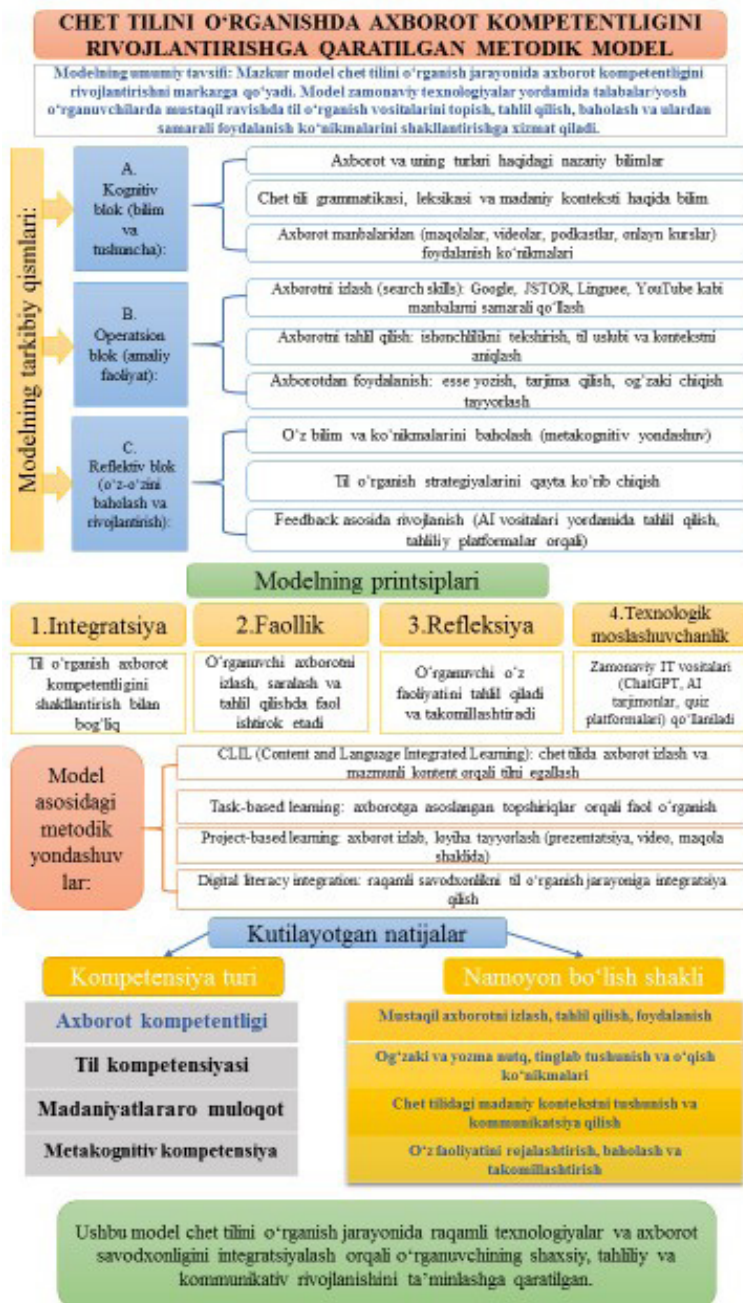 CHET TILINI O‘RGANISHDA AXBOROT KOMPETENTLIGINI
RIVOJLANTIRISHGA QARATILGAN METODIK MODEL
Modelning umumiy tavsifi: Mazkur model chet tilini o‘rganish jarayonida axborot kompetentligini
rivojlantirishni markazga qo‘yadi. Model zamonaviy texnologiyalar yordamida talabalar/yosh
o‘rganuvchilarda mustaqil ravishda til o‘rganish vositalarini topish, tahlil qilish, baholash va ulardan
samarali foydalanish ko‘nikmalarini shakllantirishga xizmat qiladi.
Modelning tarkibiy qismlari:
A.
Kognitiv
blok (bilim
va
tushuncha):
Axborot va uning turlari haqidagi nazariy bilimlar
Chet tili grammatikasi, leksikasi va madaniy konteksti haqida bilim
Axborot manbalaridan (maqolalar, videolar, podkastlar, onlayn kurslar)
foydalanish ko‘nikmalari
B.
Operatsion
blok (amaliy
faoliyat):
Axborotni izlash (search skills): Google, JSTOR, Linguee, YouTube kabi
manbalarni samarali qo‘llash
Axborotni tahlil qilish: ishonchlilikni tekshirish, til uslubi va kontekstni
aniqlash
Axborotdan foydalanish: esse yozish, tarjima qilish, og‘zaki chiqish
tayyorlash
C.
Reflektiv blok
(o‘z-o‘zini
baholash va
rivojlantirish):
O‘z bilim va ko‘nikmalarini baholash (metakognitiv yondashuv)
Til o‘rganish strategiyalarini qayta ko‘rib chiqish
Feedback asosida rivojlanish (AI vositalari yordamida tahlil qilish,
tahliliy platformalar orqali)
Modelning printsiplari
1.Integratsiya
Til o‘rganish axborot
kompetentligini
shakllantirish bilan
bog‘liq
2.Faollik
O‘rganuvchi axborotni
izlash, saralash va
tahlil qilishda faol
ishtirok etadi
3.Refleksiya
O‘rganuvchi o‘z
faoliyatini tahlil qiladi
va takomillashtiradi
4.Texnologik
moslashuvchanlik
Zamonaviy IT vositalari
(ChatGPT, AI
tarjimonlar, quiz
platformalari) qo‘llaniladi
Model
asosidagi
metodik
yondashuv
lar:
CLIL (Content and Language Integrated Learning): chet tilida axborot izlash va
mazmunli kontent orqali tilni egallash
Task-based learning: axborotga asoslangan topshiriqlar orqali faol o‘rganish
Project-based learning: axborot izlab, loyiha tayyorlash (prezentatsiya, video, maqola
shaklida)
Digital literacy integration: raqamli savodxonlikni til o‘rganish jarayoniga integratsiya
qilish
Kutilayotgan natijalar
Kompetensiya turi
Namoyon bo‘lish shakli
Axborot kompetentligi
Mustaqil axborotni izlash, tahlil qilish, foydalanish
Til kompetensiyasi
Og‘zaki va yozma nutq, tinglab tushunish va o‘qish
ko‘nikmalari
Madaniyatlararo muloqot
Chet tilidagi madaniy kontekstni tushunish va
kommunikatsiya qilish
Metakognitiv kompetensiya
O‘z faoliyatini rejalashtirish, baholash va
takomillashtirish
Ushbu model chet tilini o‘rganish jarayonida raqamli texnologiyalar va axborot
savodxonligini integratsiyalash orqali o‘rganuvchining shaxsiy, tahliliy va
kommunikativ rivojlanishini ta’minlashga qaratilgan.